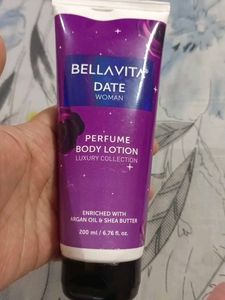 BELLAVITA
DATE
WOMAN
PERFUME
BODY LOTION
LUXURY COLLECTION
ENRICHED WITH
ARGAN OIL & SHEA BUTTER
200 ml / 6.76 fl. oz.